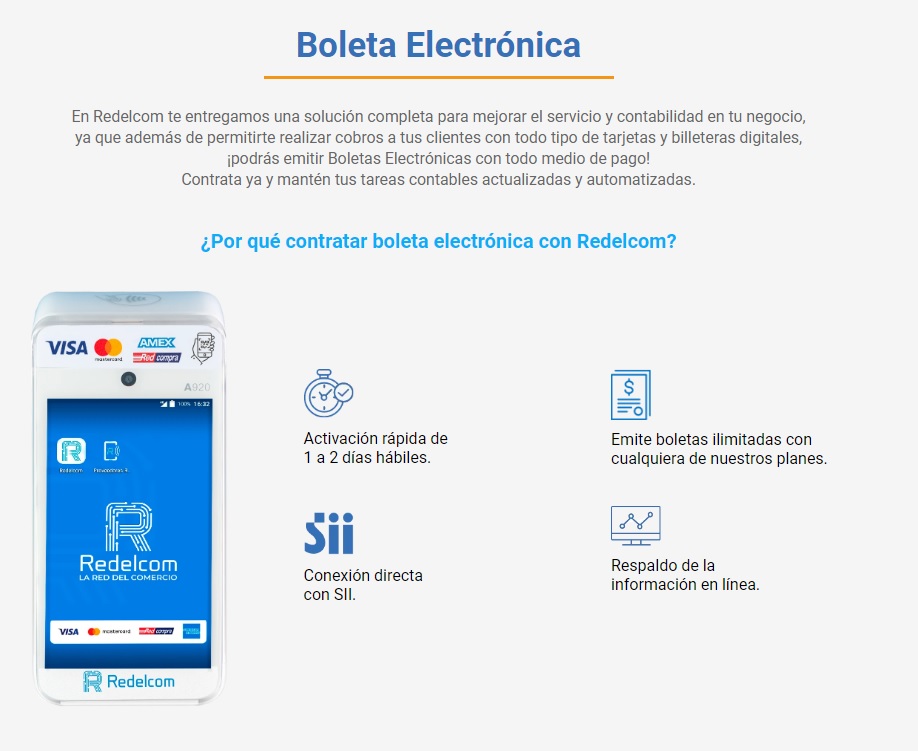 Boleta Electrónica
En Redelcom te entregamos una solución completa para mejorar el servicio y contabilidad en tu negocio,
ya que además de permitirte realizar cobros a tus clientes con todo tipo de tarjetas y billeteras digitales,
¡podrás emitir Boletas Electrónicas con todo medio de pago!
Contrata ya y mantén tus tareas contables actualizadas y automatizadas.
¿Por qué contratar boleta electrónica con Redelcom?
VISA
mastercard
AMEX
Red compra
A920
100% 16:32
R
Redelcom
R
Redelcom
LA RED DEL COMERCIO
VISA
mastercard
Red compra
R Redelcom
Activación rápida de
1 a 2 días hábiles.
$
Emite boletas ilimitadas con
cualquiera de nuestros planes.
Sii
Conexión directa
con SII.
Respaldo de la
información en línea.